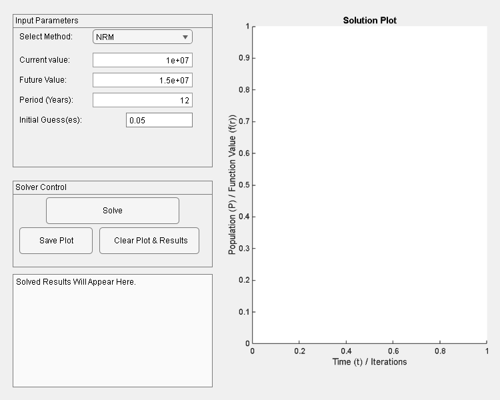 Input Parameters
Select Method: NRM
Current value: 1e+07
Future Value: 1.5e+07
Period (Years): 12
Initial Guess(es): 0.05
Solver Control
Solve
Save Plot Clear Plot & Results
Solved Results Will Appear Here.
Solution Plot
Population (P) / Function Value (f(r))
1
0.9
0.8
0.7
0.6
0.5
0.4
0.3
0.2
0.1
0
0 0.2 0.4 0.6 0.8 1
Time (t) / Iterations